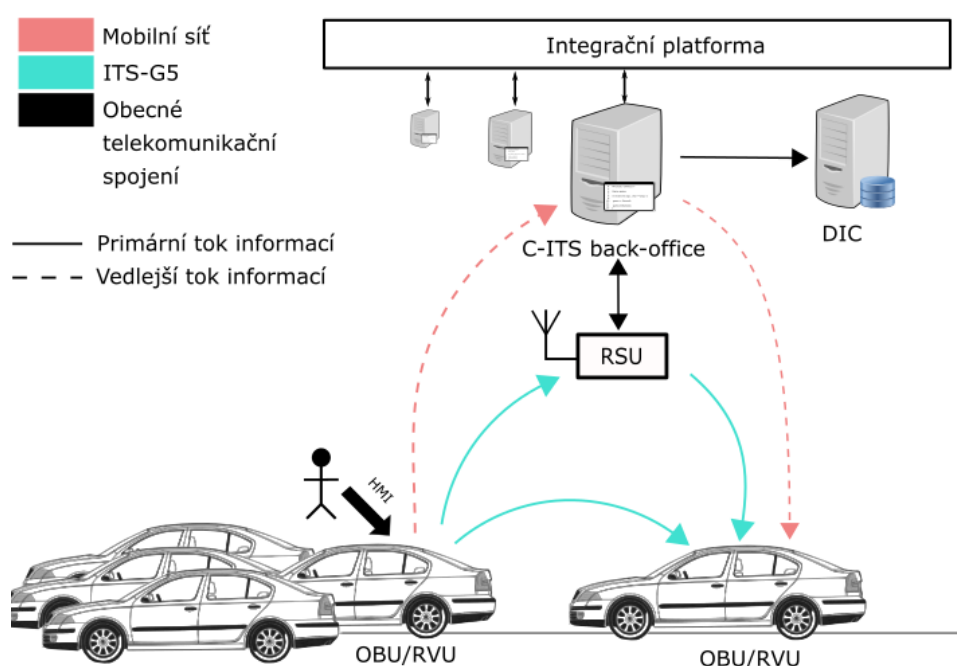 Mobilní síť
ITS-G5
Obecné
telekomunikační
spojení
Primární tok informací
Vedlejší tok informací
Integrační platforma
C-ITS back-office
DIC
RSU
HMI
OBU/RVU
OBU/RVU